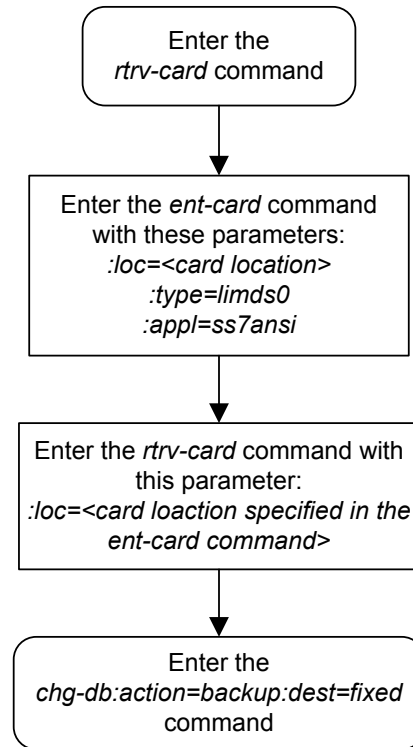 Enter the
rtrv-card command
Enter the ent-card command
with these parameters:
:loc=<card location>
:type=limds0
:appl=ss7ansi
Enter the rtrv-card command with
this parameter:
:loc=<card loaction specified in the
ent-card command>
Enter the
chg-db:action=backup:dest=fixed
command